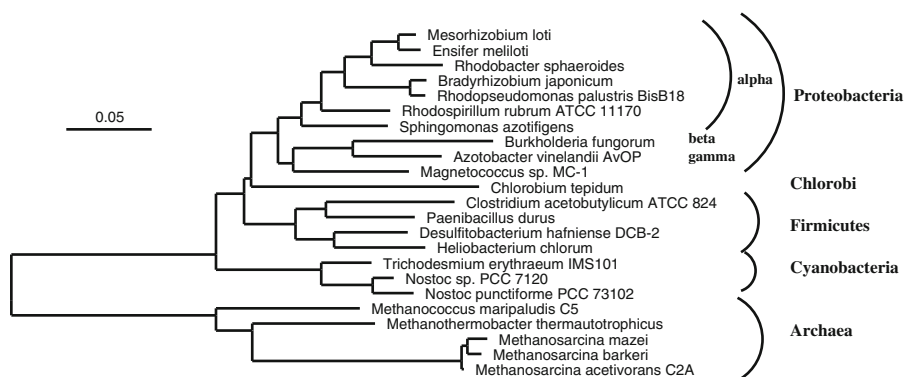 Mesorhizobium loti
Ensifer meliloti
Rhodobacter sphaeroides
Bradyrhizobium japonicum
Rhodopseudomonas palustris BisB18
Rhodospirillum rubrum ATCC 11170
Sphingomonas azotifigens
Burkholderia fungorum
Azotobacter vinelandii AvOP
Magnetococcus sp. MC-1
Chlorobium tepidum
Clostridium acetobutylicum ATCC 824
Paenibacillus durus
Desulfitobacterium hafniense DCB-2
Heliobacterium chlorum
Trichodesmium erythraeum IMS101
Nostoc sp. PCC 7120
Nostoc punctiforme PCC 73102
Methanococcus maripaludis C5
Methanothermobacter thermautotrophicus
Methanosarcina mazei
Methanosarcina barkeri
Methanosarcina acetivorans C2A
0.05
alpha
beta
gamma
Proteobacteria
Chlorobi
Firmicutes
Cyanobacteria
Archaea